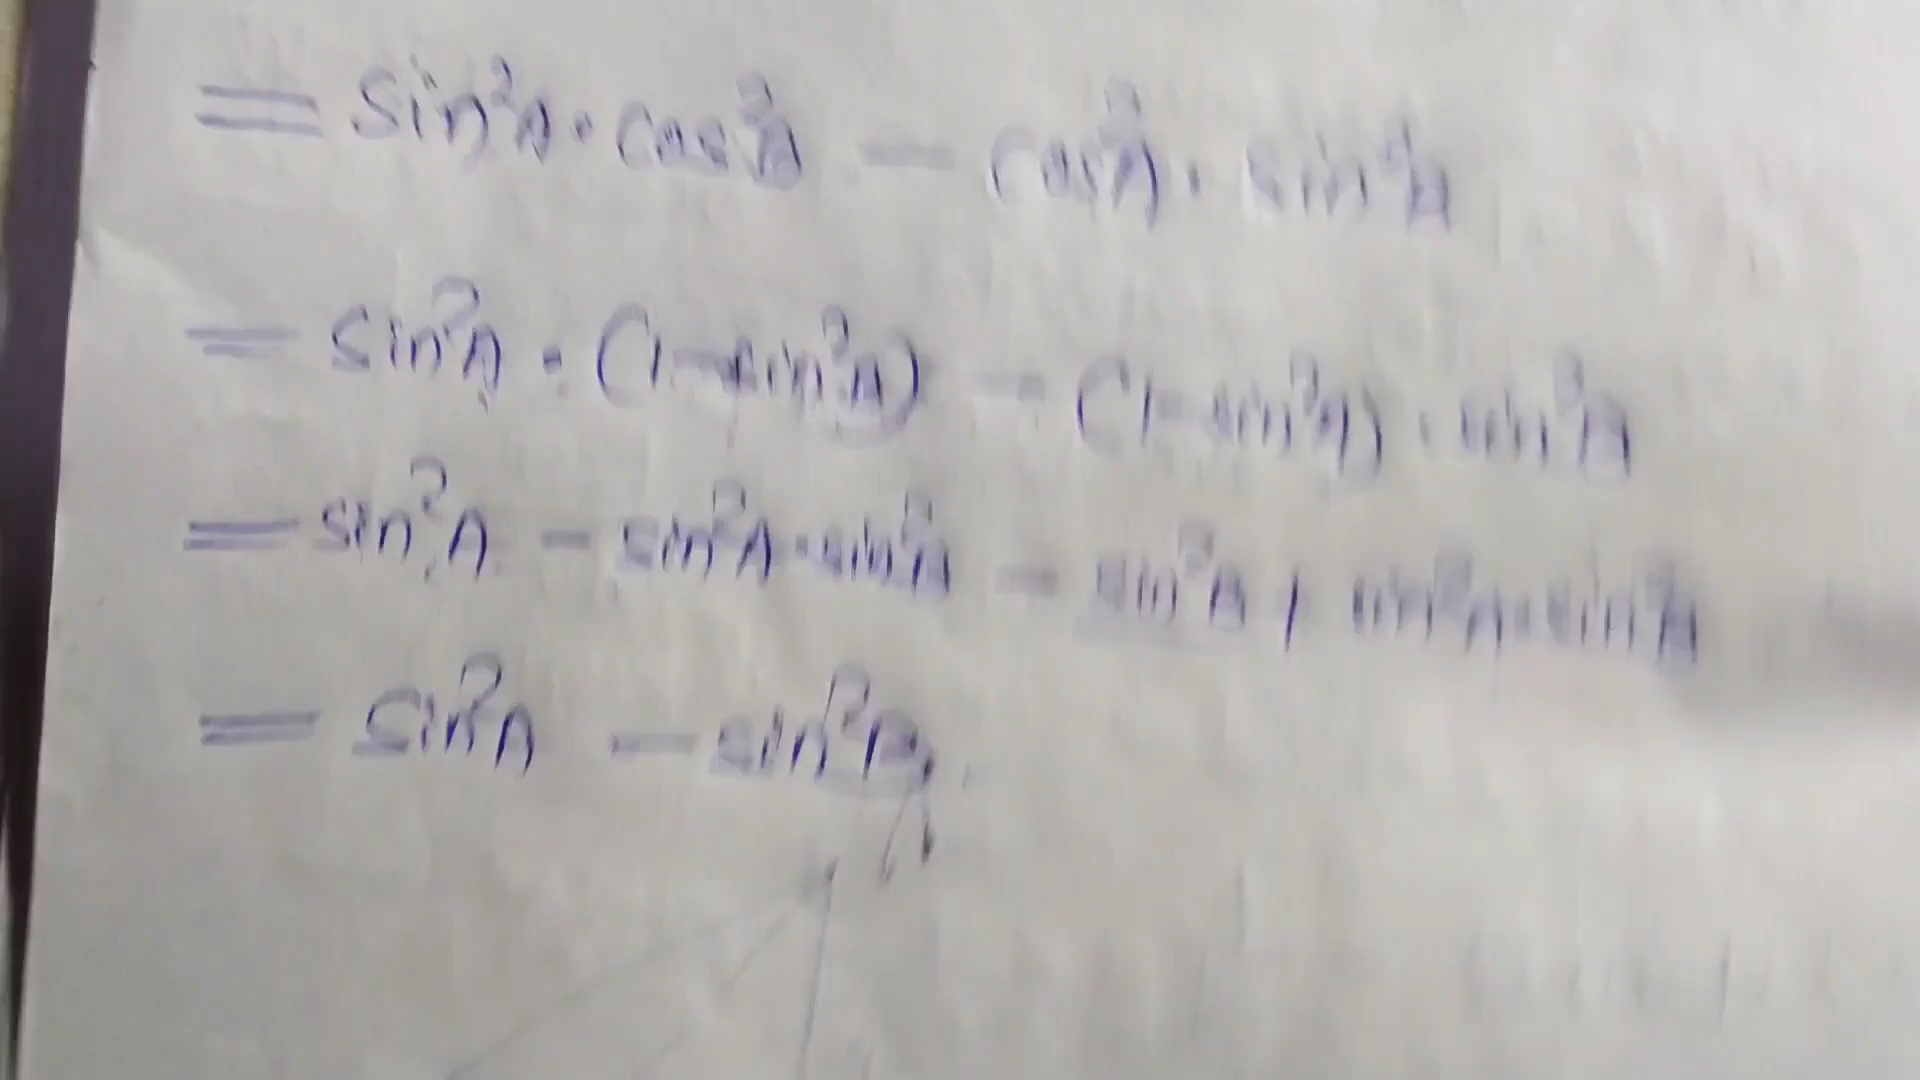 = sin²A · cos²B − cos²A · sin²B
= sin²A · (1 − sin²B) − (1 − sin²A) · sin²B
= sin²A − sin²A · sin²B − sin²B + sin²A · sin²B
= sin²A − sin²B